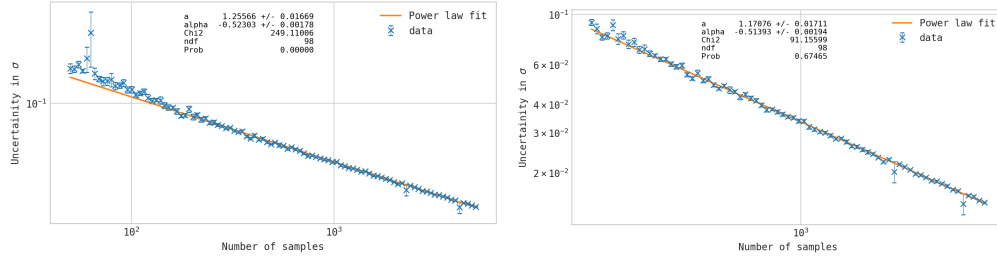 a 1.25566 +/- 0.01669
alpha -0.52303 +/- 0.00178
Chi2 249.11006
ndf 98
Prob 0.00000
Power law fit
data
Uncertainity in σ
10⁻¹
10²
10³
Number of samples
a 1.17076 +/- 0.01711
alpha -0.51393 +/- 0.00194
Chi2 91.15599
ndf 98
Prob 0.67465
Power law fit
data
Uncertainity in σ
10⁻¹
6 × 10⁻²
4 × 10⁻²
3 × 10⁻²
2 × 10⁻²
10³
Number of samples